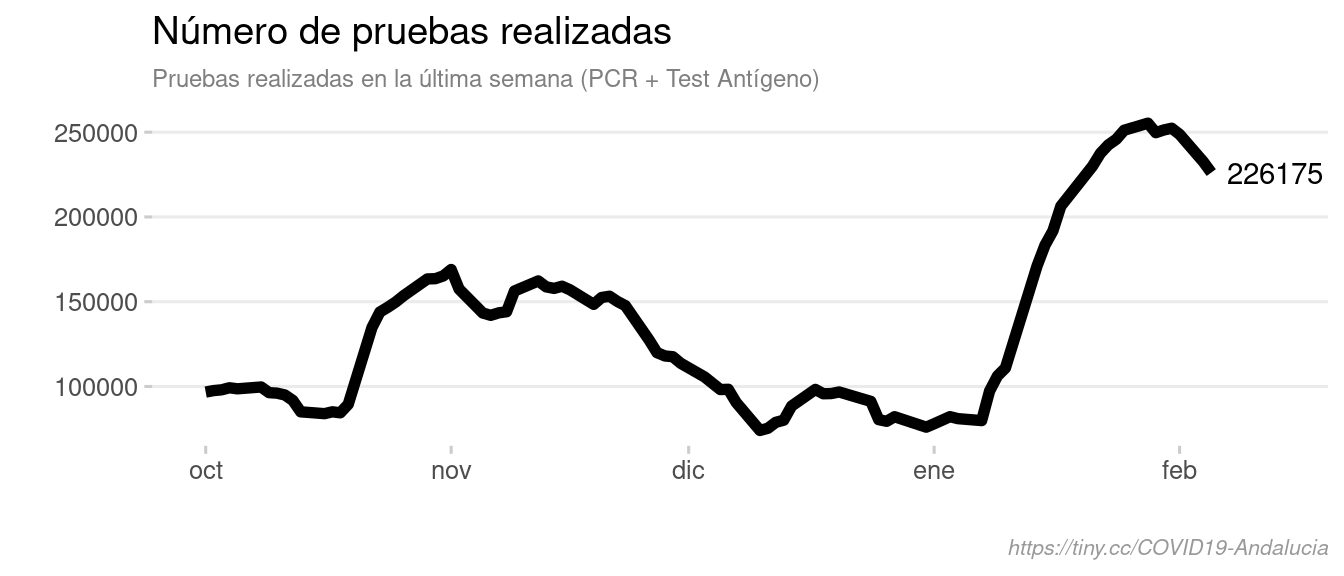 Número de pruebas realizadas
Pruebas realizadas en la última semana (PCR + Test Antígeno)
250000
200000
150000
100000
226175
oct nov dic ene feb
https://tiny.cc/COVID19-Andalucia